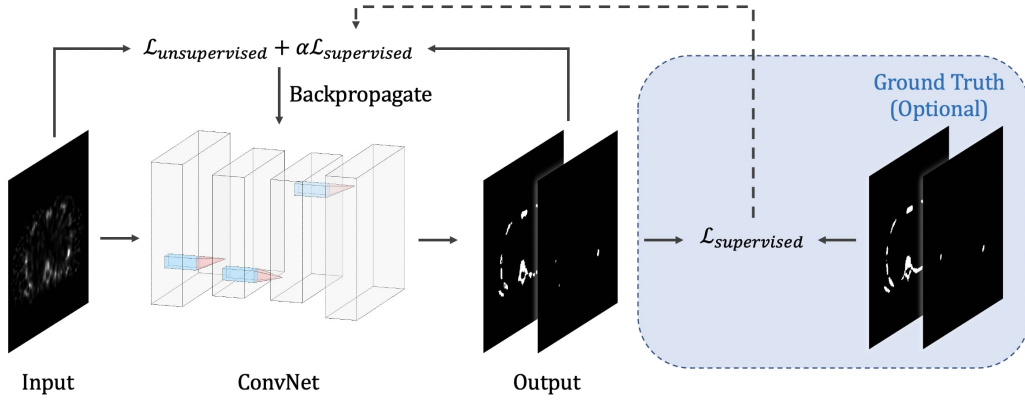 ℒ_unsupervised + αℒ_supervised
Backpropagate
Ground Truth
(Optional)
ℒ_supervised
Input
ConvNet
Output